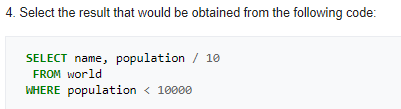 4. Select the result that would be obtained from the following code:
SELECT name, population / 10
FROM world
WHERE population < 10000